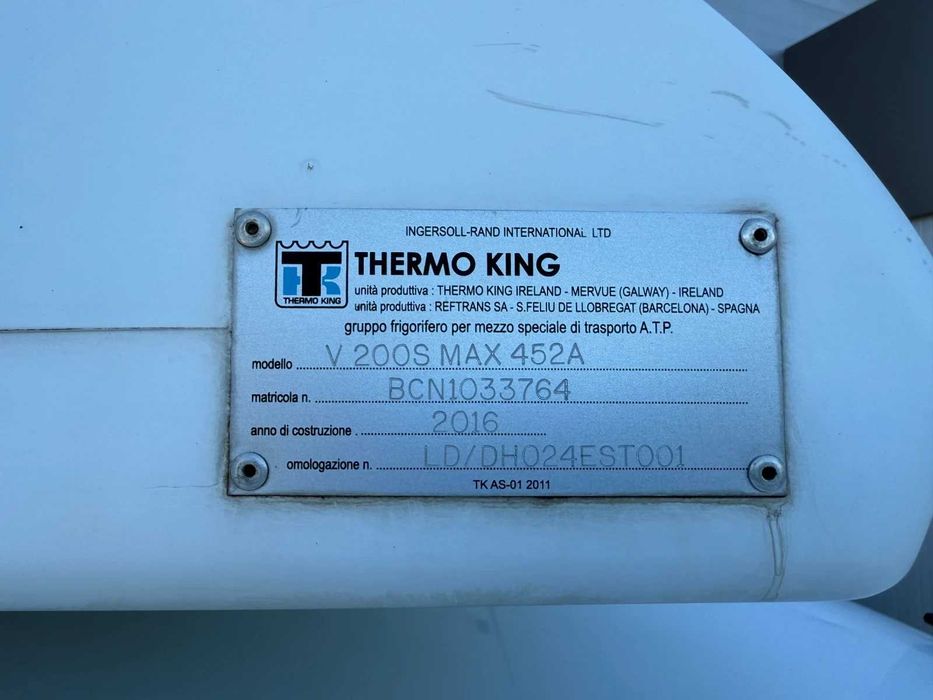 INGERSOLL-RAND INTERNATIONAL LTD
TK
THERMO KING
THERMO KING
unità produttiva : THERMO KING IRELAND - MERVUE (GALWAY) - IRELAND
unità produttiva : REFTRANS SA - S.FELIU DE LLOBREGAT (BARCELONA) - SPAGNA
gruppo frigorifero per mezzo speciale di trasporto A.T.P.
modello V 200S MAX 452A
matricola n. BCN1033764
anno di costruzione 2016
omologazione n. LD/DH024EST001
TK AS-01 2011